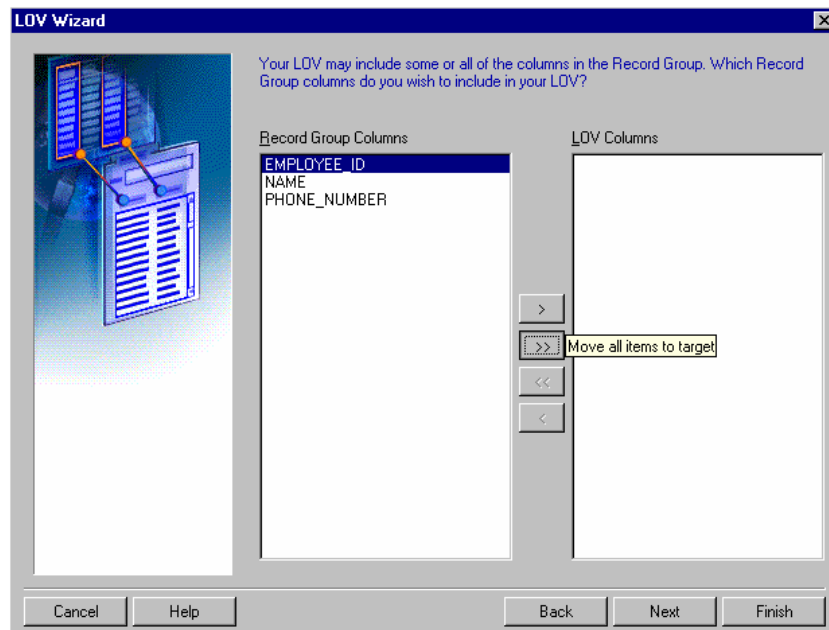 LOV Wizard
Your LOV may include some or all of the columns in the Record Group. Which Record
Group columns do you wish to include in your LOV?
Record Group Columns
LOV Columns
EMPLOYEE_ID
NAME
PHONE_NUMBER
>
>>
Move all items to target
<<
<
Cancel
Help
Back
Next
Finish